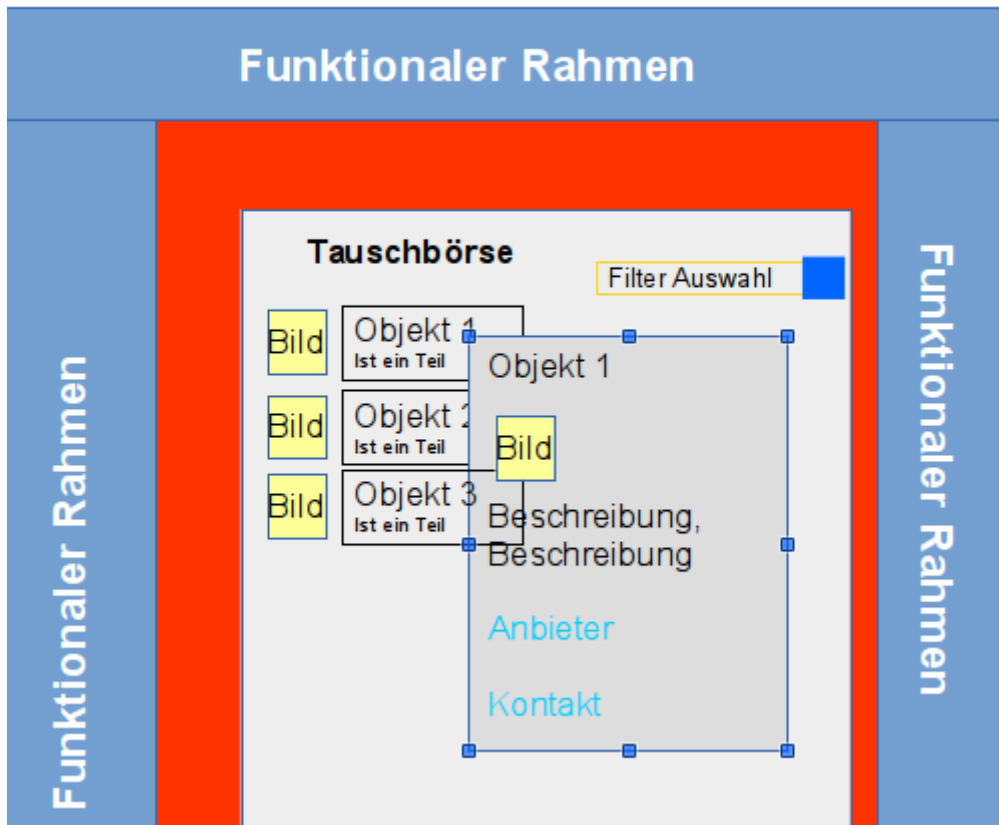 Funktionaler Rahmen
Funktionaler Rahmen
Tauschbörse
Filter Auswahl
Bild
Objekt 1
Ist ein Teil
Bild
Objekt 2
Ist ein Teil
Bild
Objekt 3
Ist ein Teil
Objekt 1
Bild
Beschreibung,
Beschreibung
Anbieter
Kontakt
Funktionaler Rahmen